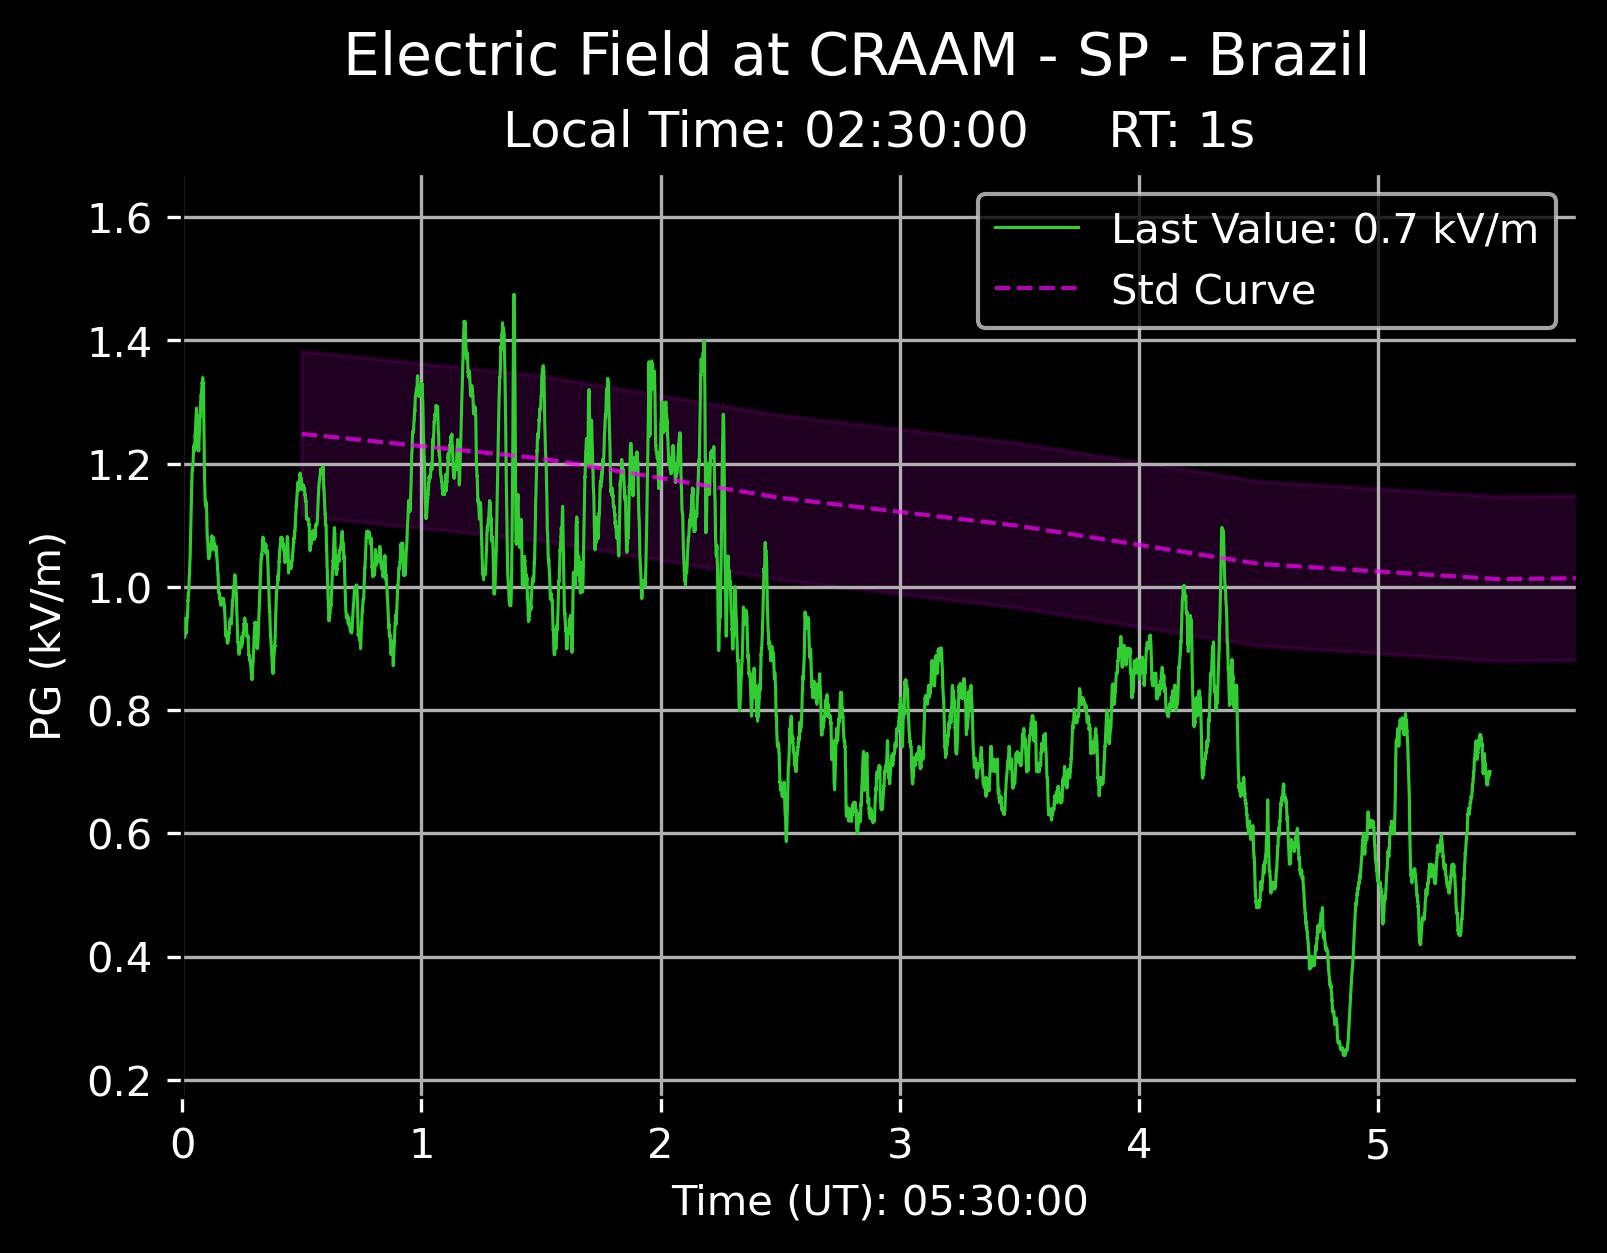 Electric Field at CRAAM - SP - Brazil
Local Time: 02:30:00 RT: 1s
Last Value: 0.7 kV/m
Std Curve
PG (kV/m)
1.6
1.4
1.2
1.0
0.8
0.6
0.4
0.2
0 1 2 3 4 5
Time (UT): 05:30:00